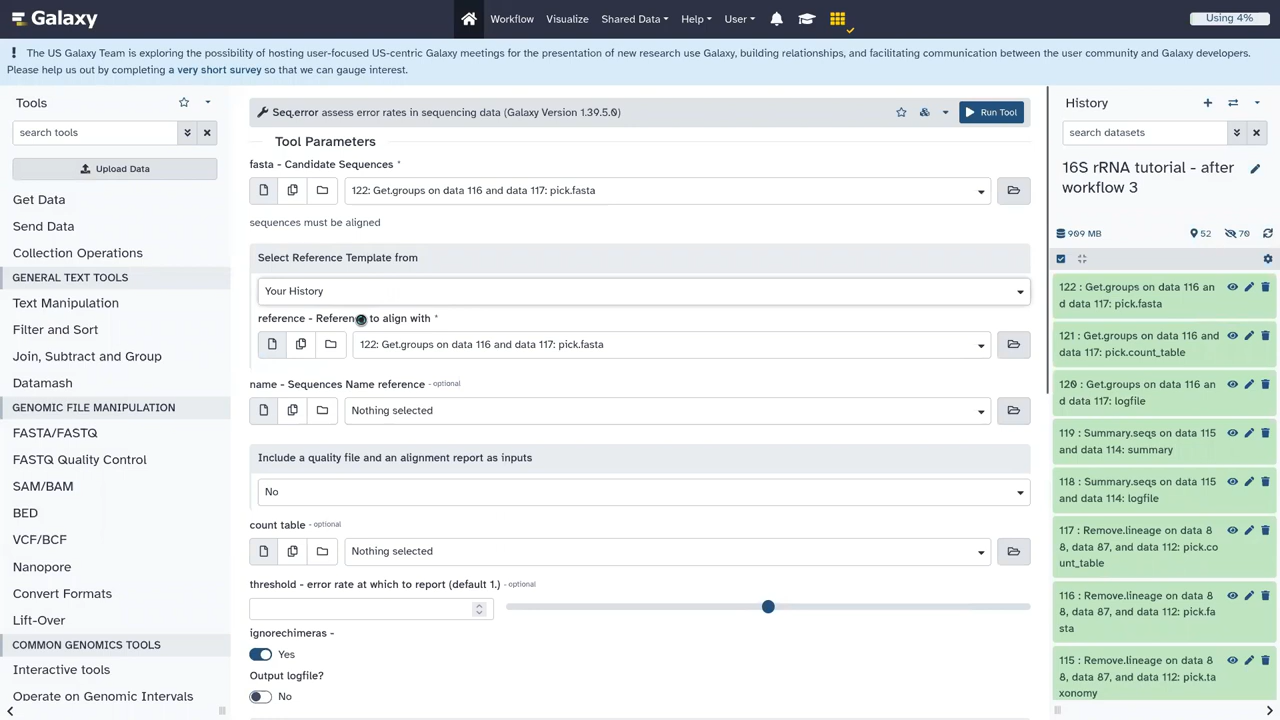 Galaxy
Workflow
Visualize
Shared Data
Help
User
Using 4%
The US Galaxy Team is exploring the possibility of hosting user-focused US-centric Galaxy meetings for the presentation of new research use Galaxy, building relationships, and facilitating communication between the user community and Galaxy developers.
Please help us out by completing a very short survey so that we can gauge interest.
Tools
search tools
Upload Data
Get Data
Send Data
Collection Operations
GENERAL TEXT TOOLS
Text Manipulation
Filter and Sort
Join, Subtract and Group
Datamash
GENOMIC FILE MANIPULATION
FASTA/FASTQ
FASTQ Quality Control
SAM/BAM
BED
VCF/BCF
Nanopore
Convert Formats
Lift-Over
COMMON GENOMICS TOOLS
Interactive tools
Operate on Genomic Intervals
Seq.error assess error rates in sequencing data (Galaxy Version 1.39.5.0)
Run Tool
Tool Parameters
fasta - Candidate Sequences *
122: Get.groups on data 116 and data 117: pick.fasta
sequences must be aligned
Select Reference Template from
Your History
reference - Reference to align with *
122: Get.groups on data 116 and data 117: pick.fasta
name - Sequences Name reference - optional
Nothing selected
Include a quality file and an alignment report as inputs
No
count table - optional
Nothing selected
threshold - error rate at which to report (default 1.) - optional
ignorechimeras -
Yes
Output logfile?
No
History
search datasets
16S rRNA tutorial - after
workflow 3
909 MB
52
70
122 : Get.groups on data 116 an
d data 117: pick.fasta
121 : Get.groups on data 116 an
d data 117: pick.count_table
120 : Get.groups on data 116 an
d data 117: logfile
119 : Summary.seqs on data 115
and data 114: summary
118 : Summary.seqs on data 115
and data 114: logfile
117 : Remove.lineage on data 8
8, data 87, and data 112: pick.co
unt_table
116 : Remove.lineage on data 8
8, data 87, and data 112: pick.fa
sta
115 : Remove.lineage on data 8
8, data 87, and data 112: pick.ta
xonomy